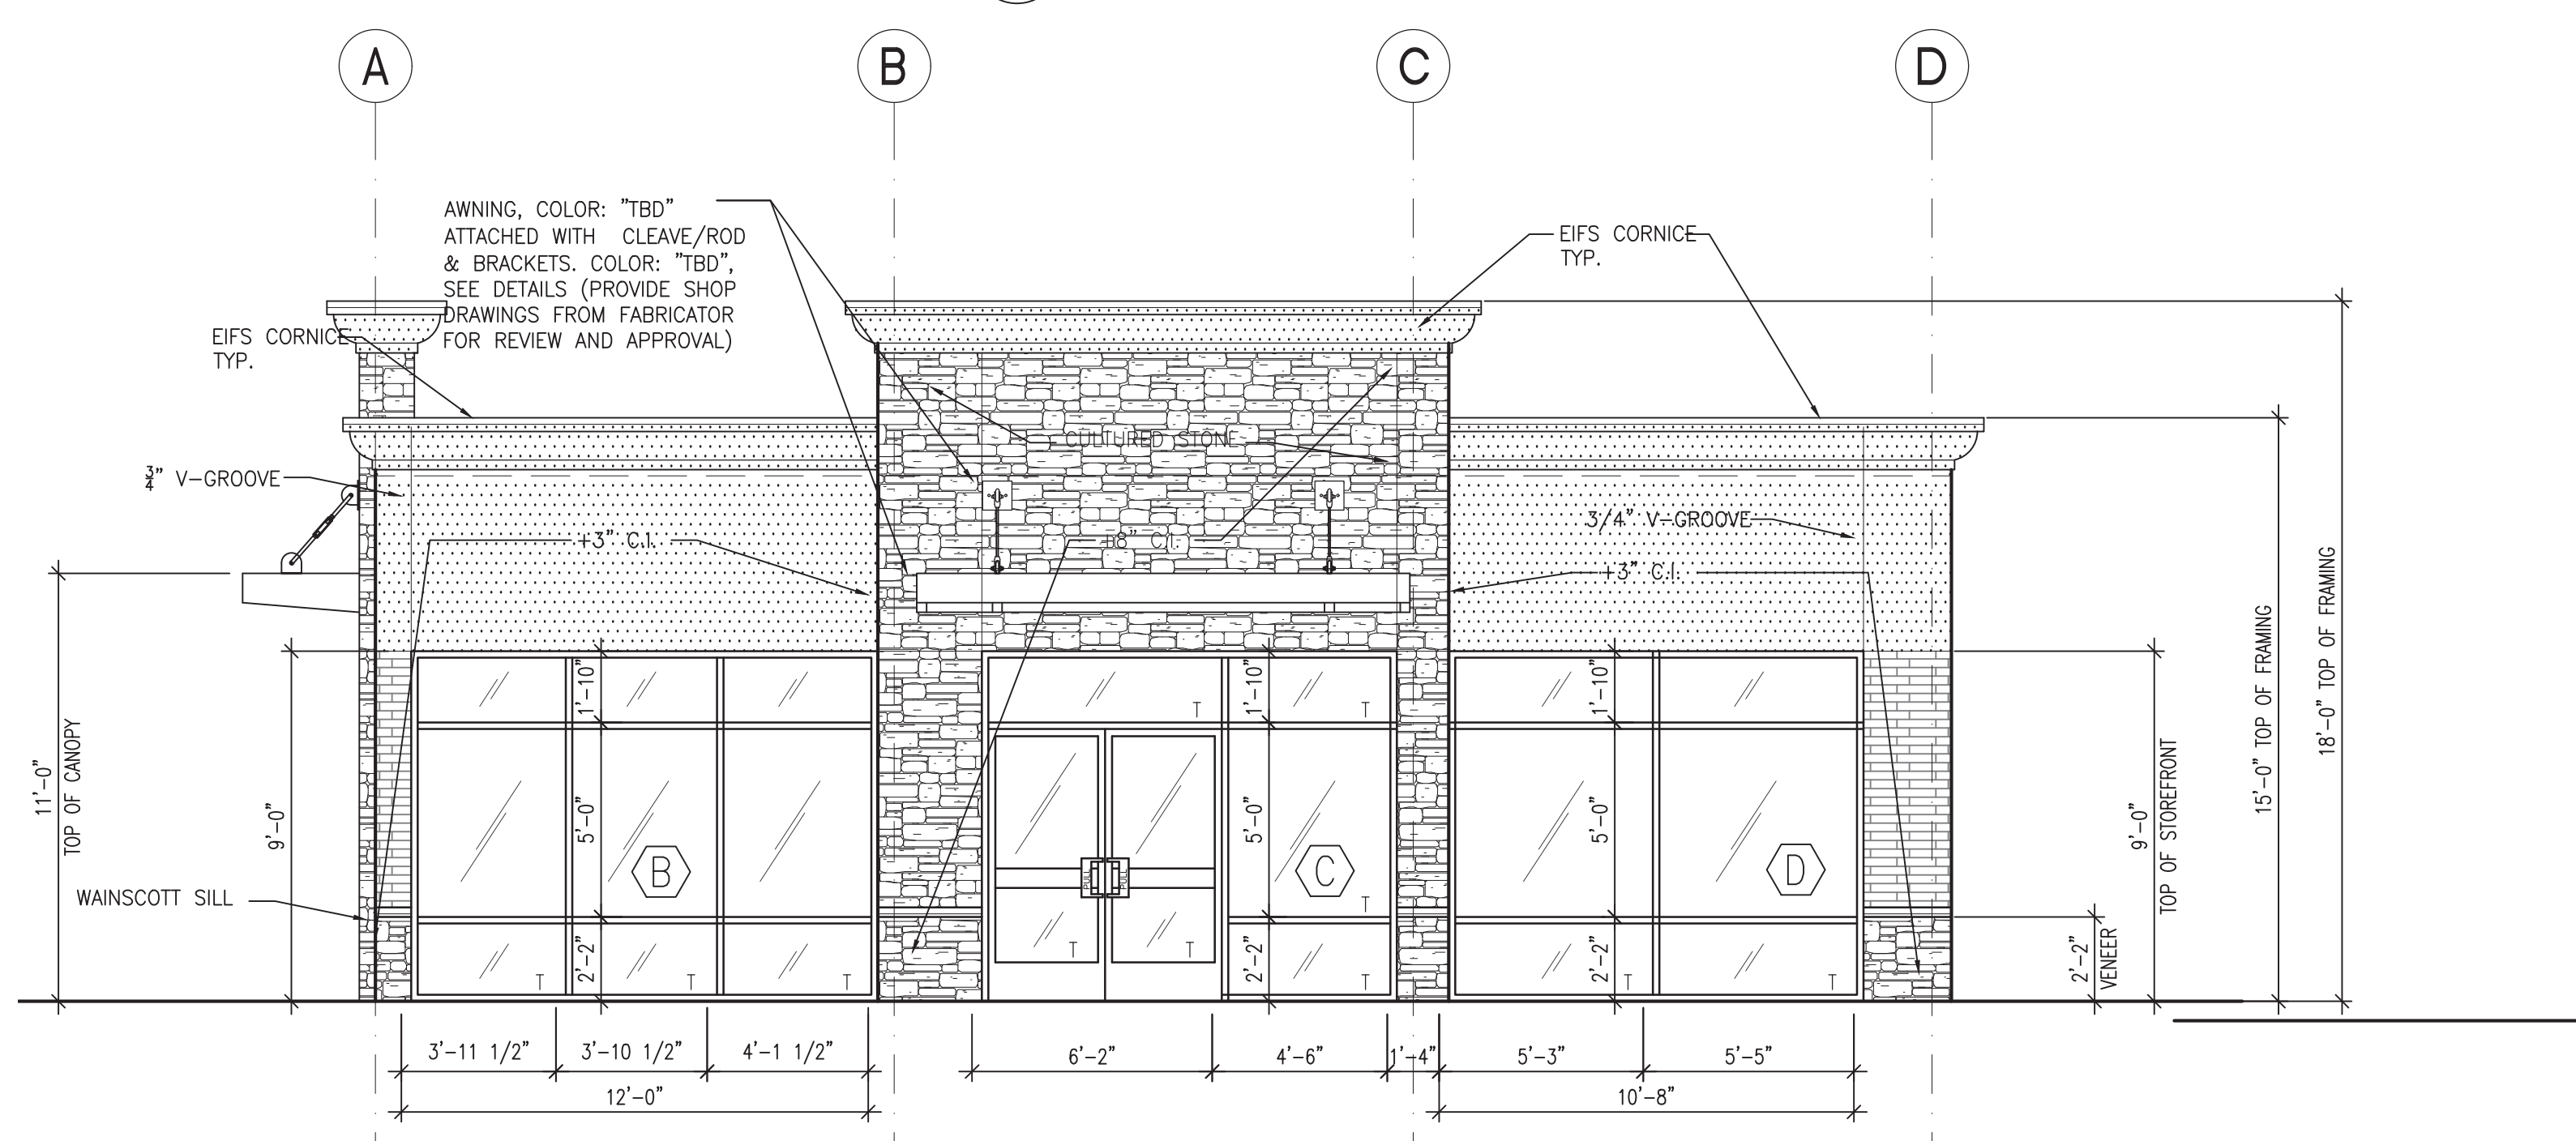 A
B
C
D
AWNING, COLOR: "TBD"
ATTACHED WITH CLEAVE/ROD
& BRACKETS. COLOR: "TBD",
SEE DETAILS (PROVIDE SHOP
DRAWINGS FROM FABRICATOR
FOR REVIEW AND APPROVAL)
EIFS CORNICE
TYP.
EIFS CORNICE
TYP.
CULTURED STONE
3/4" V-GROOVE
3/4" V-GROOVE
+3" C.I.
+8" C.I.
+3" C.I.
11'-0"
TOP OF CANOPY
9'-0"
WAINSCOTT SILL
1'-10"
5'-0"
2'-2"
B
T
T
T
T
T
T
PULL
PULL
T
T
1'-10"
5'-0"
2'-2"
C
T
1'-10"
5'-0"
2'-2"
D
T
T
2'-2"
VENEER
9'-0"
TOP OF STOREFRONT
15'-0" TOP OF FRAMING
18'-0" TOP OF FRAMING
3'-11 1/2"
3'-10 1/2"
4'-1 1/2"
12'-0"
6'-2"
4'-6"
1'-4"
5'-3"
5'-5"
10'-8"